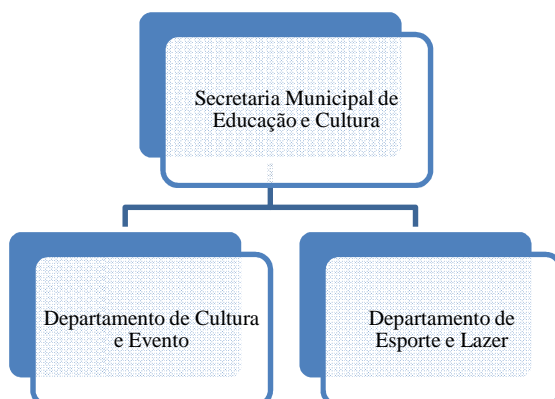 Secretaria Municipal de
Educação e Cultura
Departamento de Cultura
e Evento
Departamento de
Esporte e Lazer